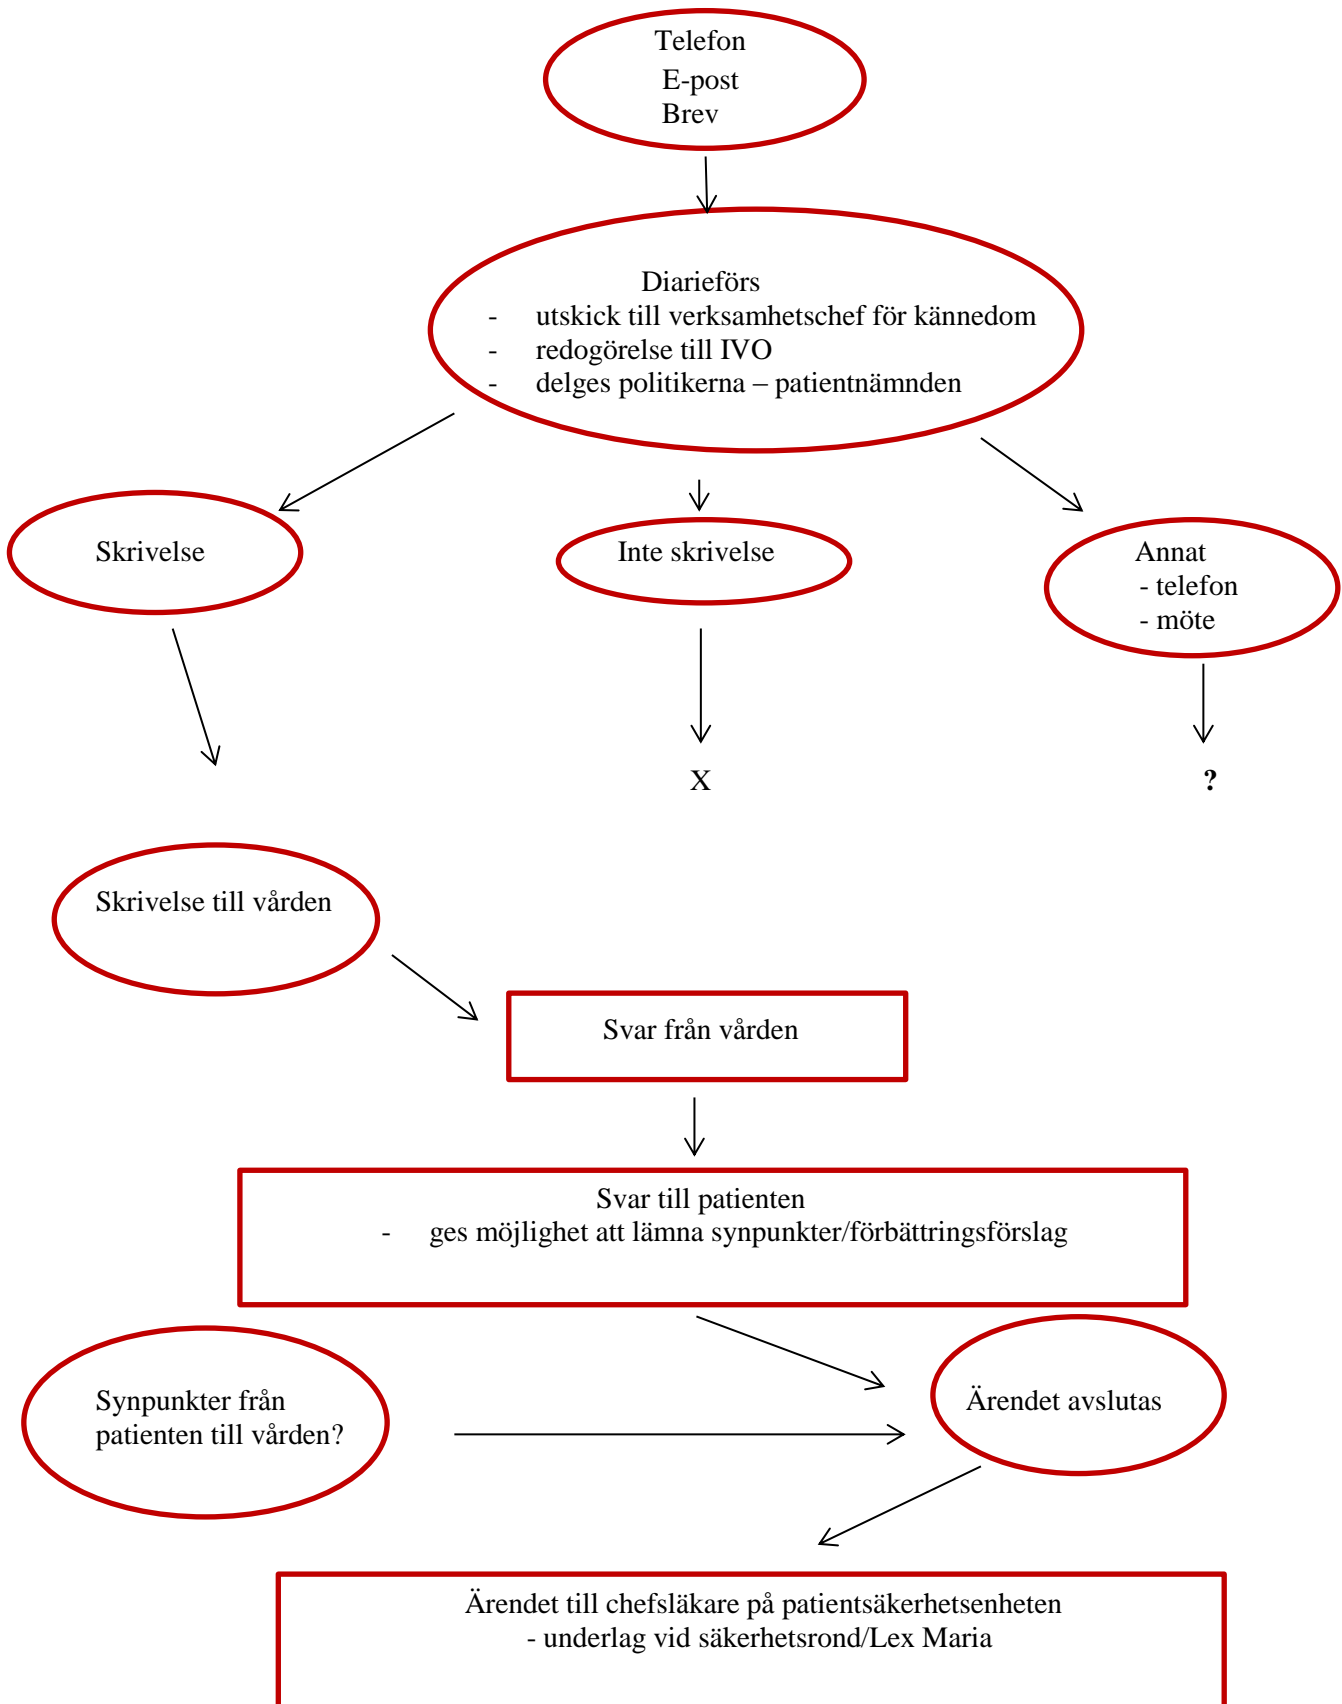 Telefon
E-post
Brev
Diarieförs
- utskick till verksamhetschef för kännedom
- redogörelse till IVO
- delges politikerna – patientnämnden
Skrivelse
Inte skrivelse
Annat
- telefon
- möte
X
?
Skrivelse till vården
Svar från vården
Svar till patienten
- ges möjlighet att lämna synpunkter/förbättringsförslag
Synpunkter från
patienten till vården?
Ärendet avslutas
Ärendet till chefsläkare på patientsäkerhetsenheten
- underlag vid säkerhetsrond/Lex Maria